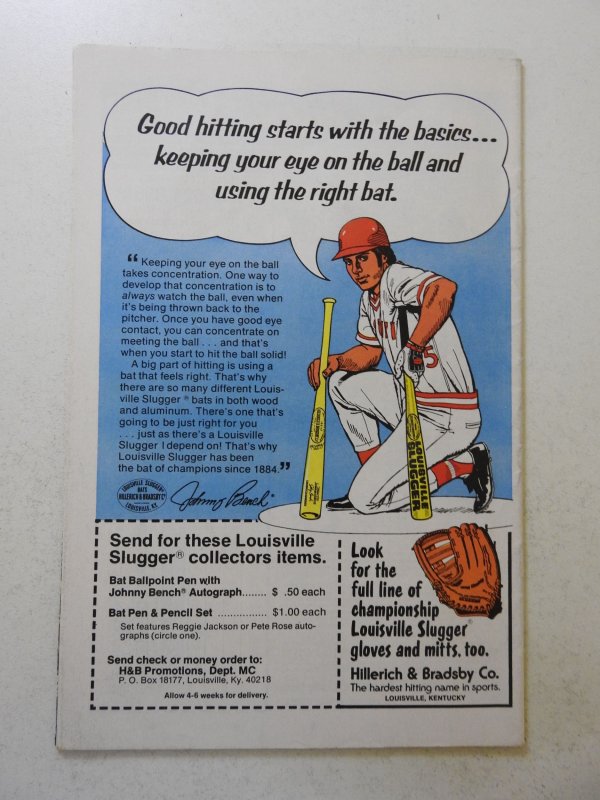 Good hitting starts with the basics...
keeping your eye on the ball and
using the right bat.
“ Keeping your eye on the ball
takes concentration. One way to
develop that concentration is to
always watch the ball, even when
it's being thrown back to the
pitcher. Once you have good eye
contact, you can concentrate on
meeting the ball . . . and that's
when you start to hit the ball solid!
A big part of hitting is using a
bat that feels right. That's why
there are so many different Louis-
ville Slugger ® bats in both wood
and aluminum. There's one that's
going to be just right for you
. . . just as there's a Louisville
Slugger I depend on! That's why
Louisville Slugger has been
the bat of champions since 1884.”
LOUISVILLE SLUGGER
BATS
HILLERICH & BRADSBY Co
LOUISVILLE, KY.
Johnny Bench
5
LOUISVILLE
SLUGGER
Send for these Louisville
Slugger® collectors items.
Bat Ballpoint Pen with
Johnny Bench® Autograph........ $ .50 each
Bat Pen & Pencil Set ................ $1.00 each
Set features Reggie Jackson or Pete Rose auto-
graphs (circle one).
Send check or money order to:
H&B Promotions, Dept. MC
P. O. Box 18177, Louisville, Ky. 40218
Allow 4-6 weeks for delivery.
Look
for the
full line of
championship
Louisville Slugger®
gloves and mitts, too.
Hillerich & Bradsby Co.
The hardest hitting name in sports.
LOUISVILLE, KENTUCKY